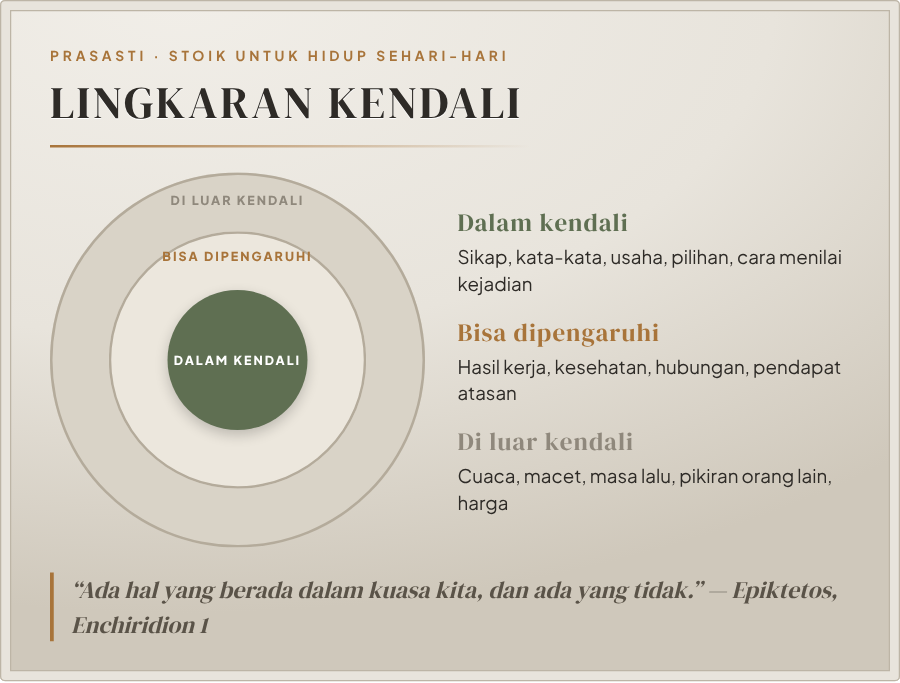 PRASASTI · STOIK UNTUK HIDUP SEHARI-HARI
LINGKARAN KENDALI
DI LUAR KENDALI
BISA DIPENGARUHI
DALAM KENDALI
Dalam kendali
Sikap, kata-kata, usaha, pilihan, cara menilai
kejadian
Bisa dipengaruhi
Hasil kerja, kesehatan, hubungan, pendapat
atasan
Di luar kendali
Cuaca, macet, masa lalu, pikiran orang lain,
harga
“Ada hal yang berada dalam kuasa kita, dan ada yang tidak.” — Epiktetos,
Enchiridion 1